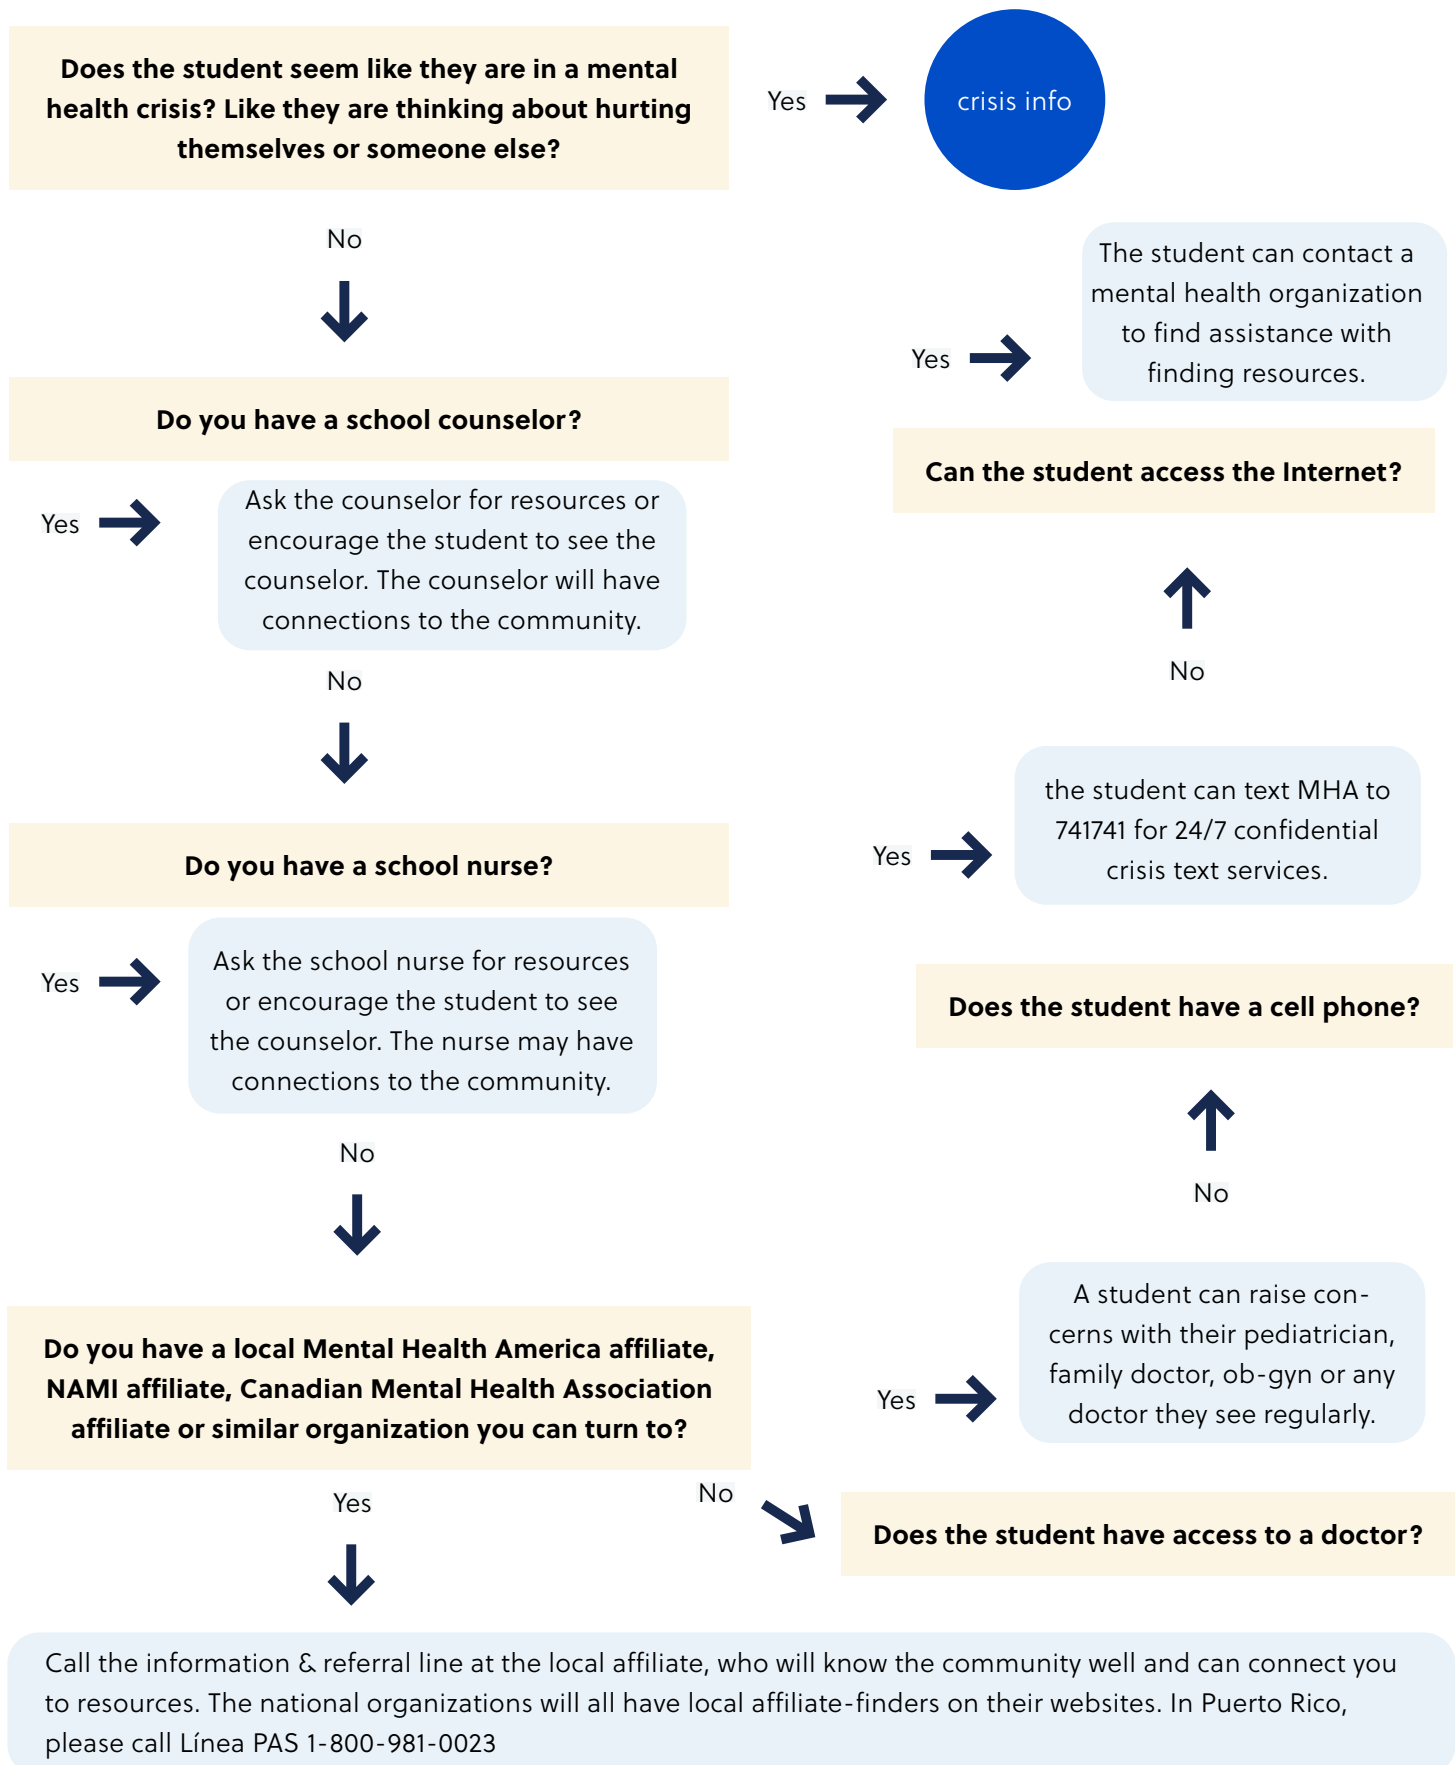 Does the student seem like they are in a mental
health crisis? Like they are thinking about hurting
themselves or someone else?
Yes
crisis info
No
Do you have a school counselor?
Yes
Ask the counselor for resources or
encourage the student to see the
counselor. The counselor will have
connections to the community.
No
Do you have a school nurse?
Yes
Ask the school nurse for resources
or encourage the student to see
the counselor. The nurse may have
connections to the community.
No
Do you have a local Mental Health America affiliate,
NAMI affiliate, Canadian Mental Health Association
affiliate or similar organization you can turn to?
Yes
Call the information & referral line at the local affiliate, who will know the community well and can connect you
to resources. The national organizations will all have local affiliate-finders on their websites. In Puerto Rico,
please call Línea PAS 1-800-981-0023
No
Does the student have access to a doctor?
Yes
A student can raise con-
cerns with their pediatrician,
family doctor, ob-gyn or any
doctor they see regularly.
No
Does the student have a cell phone?
Yes
the student can text MHA to
741741 for 24/7 confidential
crisis text services.
No
Can the student access the Internet?
Yes
The student can contact a
mental health organization
to find assistance with
finding resources.